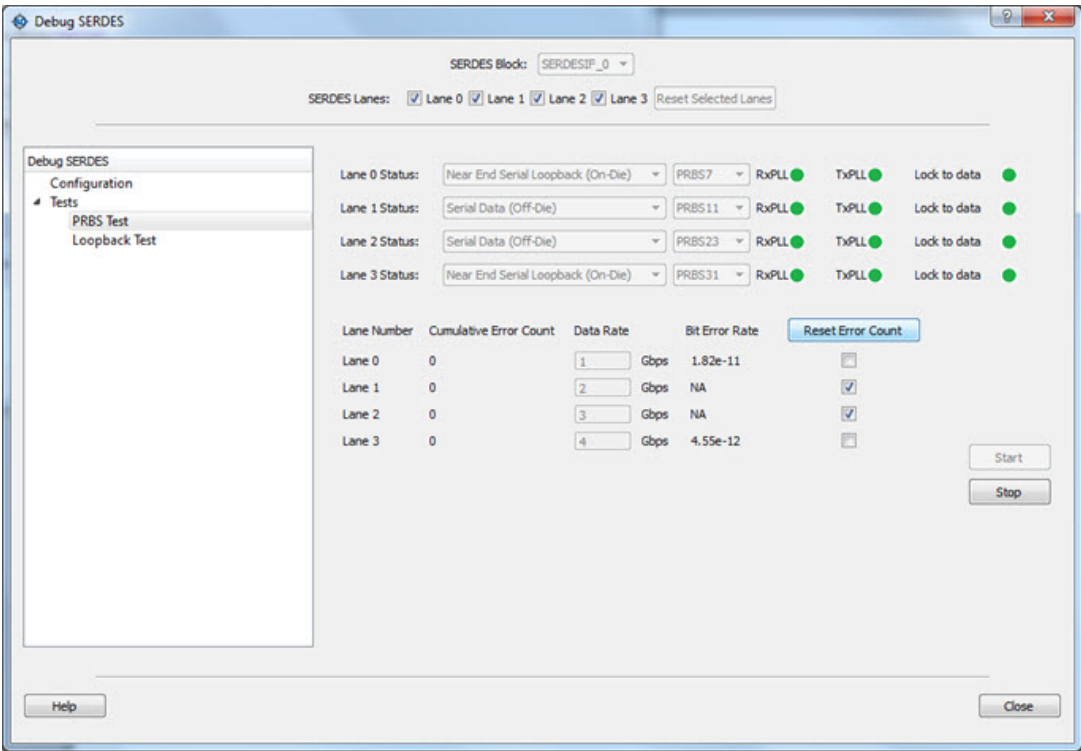 Debug SERDES
SERDES Block: SERDESIF_0
SERDES Lanes: Lane 0 Lane 1 Lane 2 Lane 3 Reset Selected Lanes
Debug SERDES
Configuration
Tests
PRBS Test
Loopback Test
Lane 0 Status: Near End Serial Loopback (On-Die) PRBS7 RxPLL TxPLL Lock to data
Lane 1 Status: Serial Data (Off-Die) PRBS11 RxPLL TxPLL Lock to data
Lane 2 Status: Serial Data (Off-Die) PRBS23 RxPLL TxPLL Lock to data
Lane 3 Status: Near End Serial Loopback (On-Die) PRBS31 RxPLL TxPLL Lock to data
Lane Number Cumulative Error Count Data Rate Bit Error Rate Reset Error Count
Lane 0 0 1 Gbps 1.82e-11
Lane 1 0 2 Gbps NA
Lane 2 0 3 Gbps NA
Lane 3 0 4 Gbps 4.55e-12
Start
Stop
Help Close